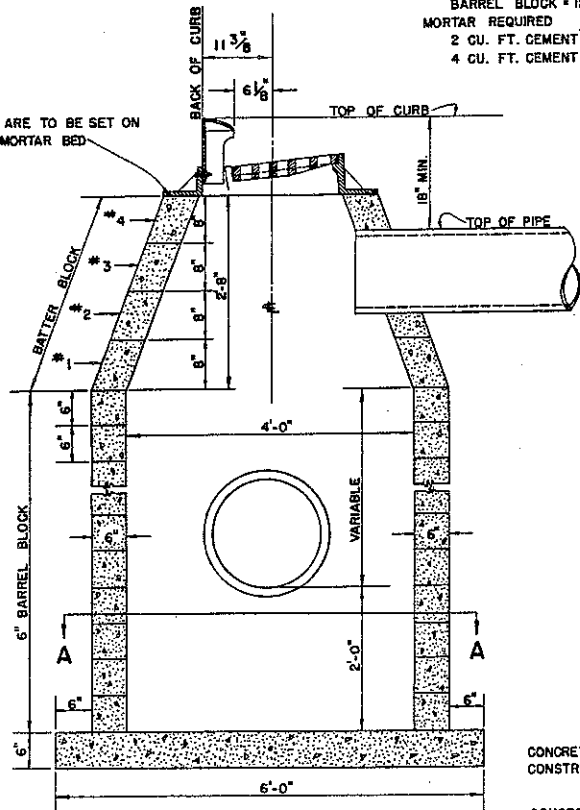 BARREL BLOCK = 12
MORTAR REQUIRED
2 CU. FT. CEMENT
4 CU. FT. CEMENT
BACK OF CURB
11 3/8"
6 1/8"
TOP OF CURB
ARE TO BE SET ON
MORTAR BED
18" MIN.
TOP OF PIPE
BATTER BLOCK
#4
#3
#2
#1
8"
8"
8"
8"
2'-8"
6"
6"
4'-0"
6" BARREL BLOCK
6"
VARIABLE
6"
A
A
2'-0"
6"
6"
6"
6'-0"
CONCRE
CONSTR